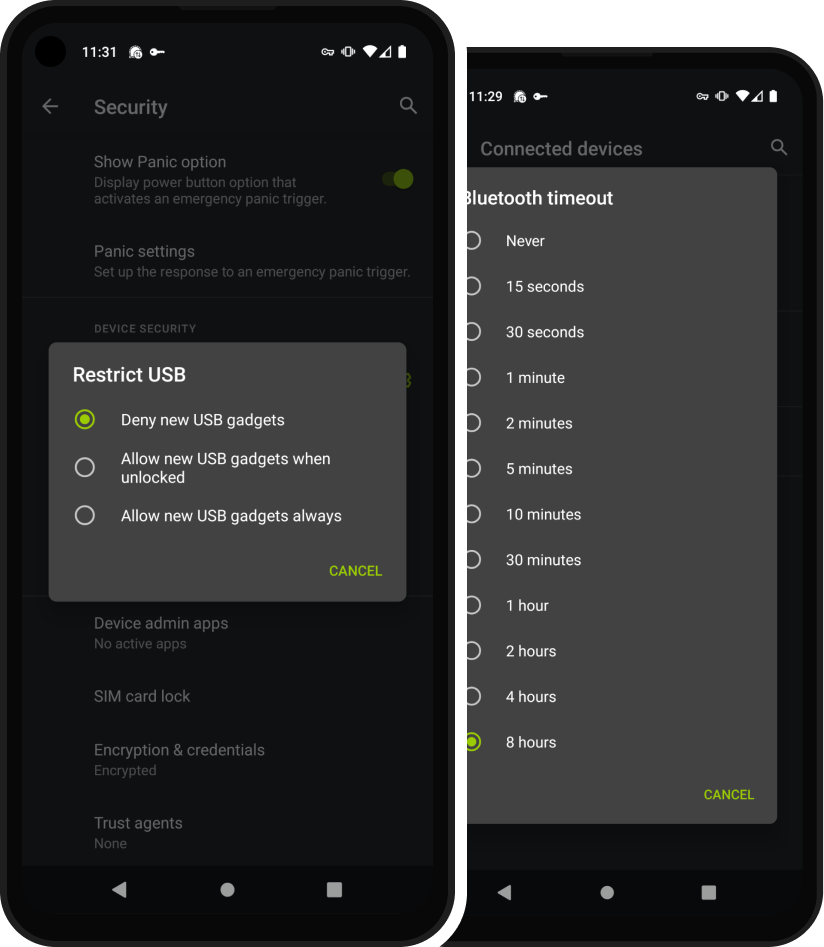 11:31
Security
Show Panic option
Display power button option that
activates an emergency panic trigger.
Panic settings
Set up the response to an emergency panic trigger.
DEVICE SECURITY
Restrict USB
Deny new USB gadgets
Allow new USB gadgets when
unlocked
Allow new USB gadgets always
CANCEL
Device admin apps
No active apps
SIM card lock
Encryption & credentials
Encrypted
Trust agents
None
11:29
Connected devices
Bluetooth timeout
Never
15 seconds
30 seconds
1 minute
2 minutes
5 minutes
10 minutes
30 minutes
1 hour
2 hours
4 hours
8 hours
CANCEL